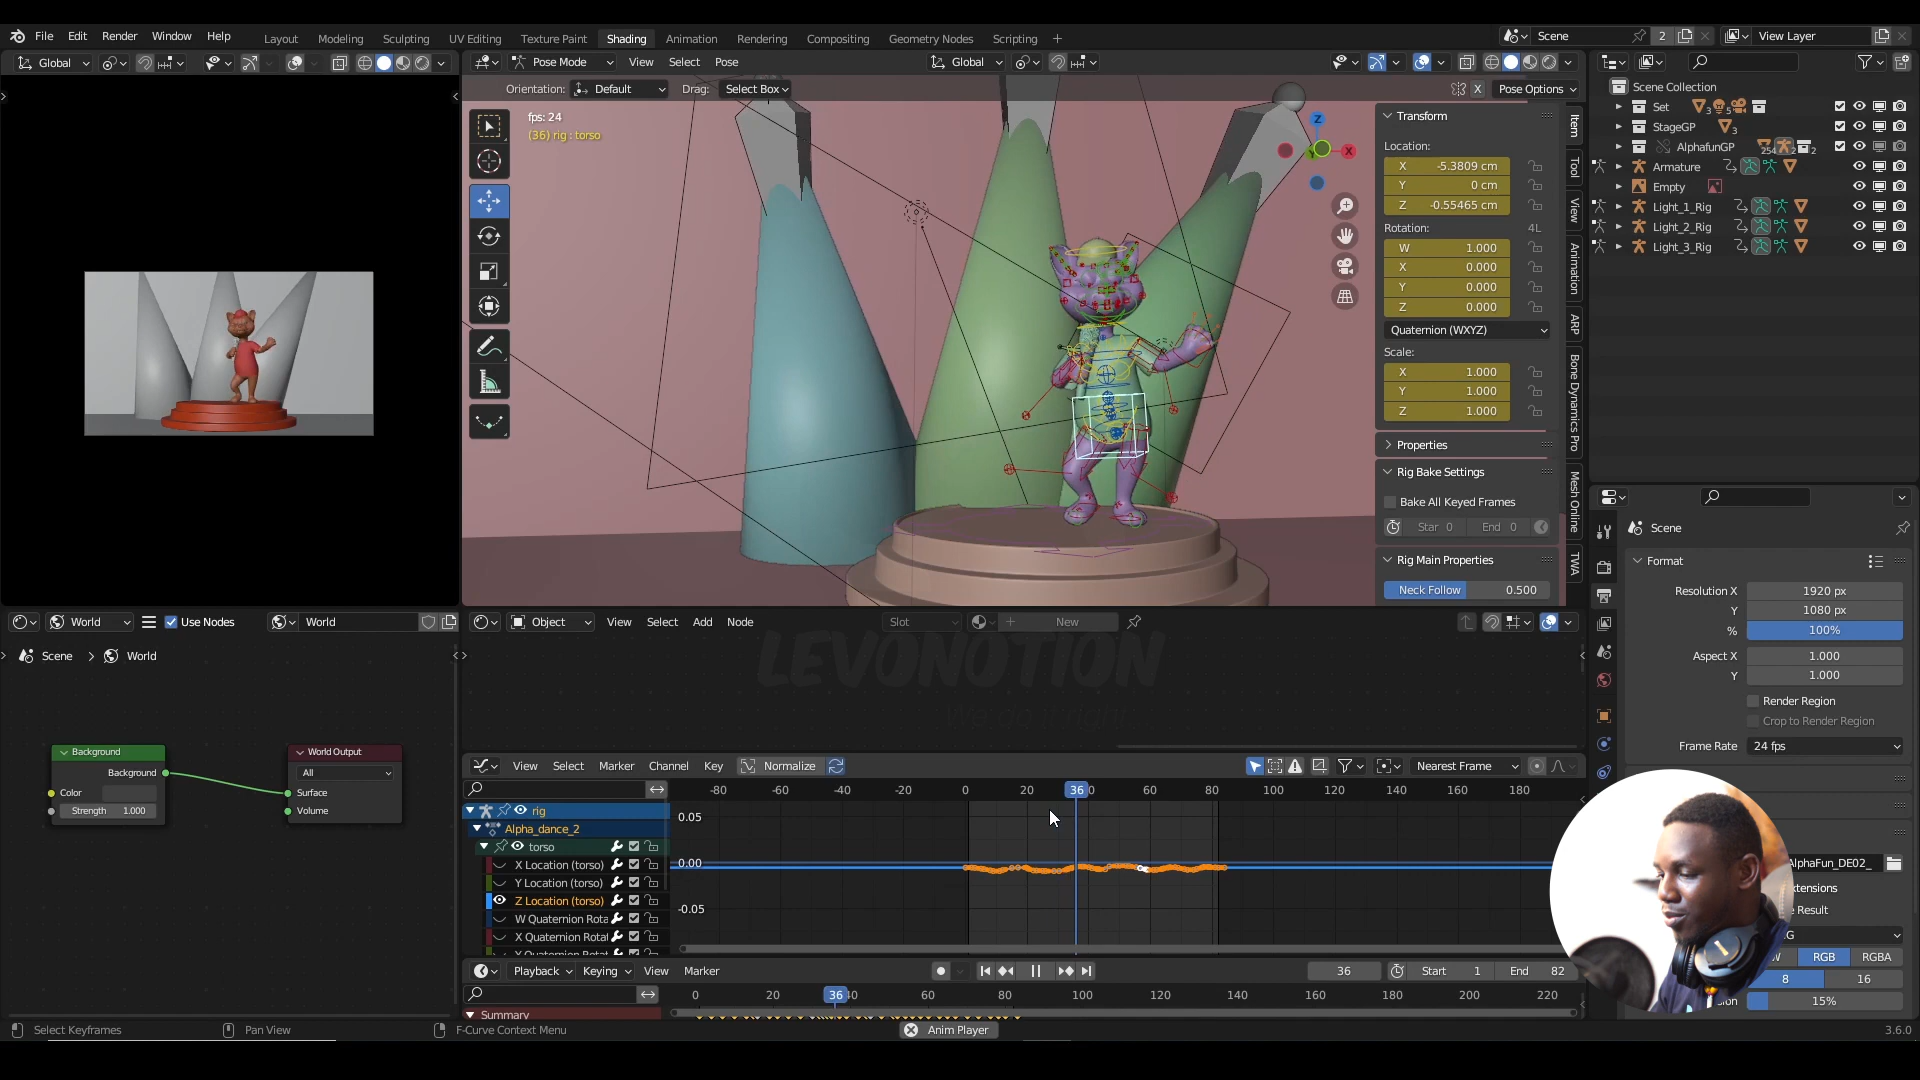 File Edit Render Window Help Layout Modeling Sculpting UV Editing Texture Paint Shading Animation Rendering Compositing Geometry Nodes Scripting + Scene 2 View Layer
Global Pose Mode View Select Pose Global
Orientation: Default Drag: Select Box X Pose Options
fps: 24
(36) rig : torso
Z
X
Y
Transform
Location:
X -5.3809 cm
Y 0 cm
Z -0.55465 cm
Rotation: 4L
W 1.000
X 0.000
Y 0.000
Z 0.000
Quaternion (WXYZ)
Scale:
X 1.000
Y 1.000
Z 1.000
Properties
Rig Bake Settings
Bake All Keyed Frames
Star 0 End 0
Rig Main Properties
Neck Follow 0.500
Item
Tool
View
Animation
ARP
Bone Dynamics Pro
Mesh Online
TWA
Scene Collection
Set 3 5
StageGP 3
AlphafunGP 254 2 2
Armature
Empty
Light_1_Rig
Light_2_Rig
Light_3_Rig
Scene
Format
Resolution X 1920 px
Y 1080 px
% 100%
Aspect X 1.000
Y 1.000
Render Region
Crop to Render Region
Frame Rate 24 fps
AlphaFun_DE02_
xtensions
e Result
G
W RGB RGBA
8 16
sion 15%
World Use Nodes World
Scene > World
Background
Background
Color
Strength 1.000
World Output
All
Surface
Volume
Object View Select Add Node Slot New
LEVONOTION
View Select Marker Channel Key Normalize Nearest Frame
-80 -60 -40 -20 0 20 36 60 80 100 120 140 160 180
rig
Alpha_dance_2
torso
X Location (torso)
Y Location (torso)
Z Location (torso)
W Quaternion Rota
X Quaternion Rotat
0.05
0.00
-0.05
Playback Keying View Marker 36 Start 1 End 82
0 20 36 40 60 80 100 120 140 160 180 200 220
Summary
Select Keyframes Pan View F-Curve Context Menu Anim Player 3.6.0